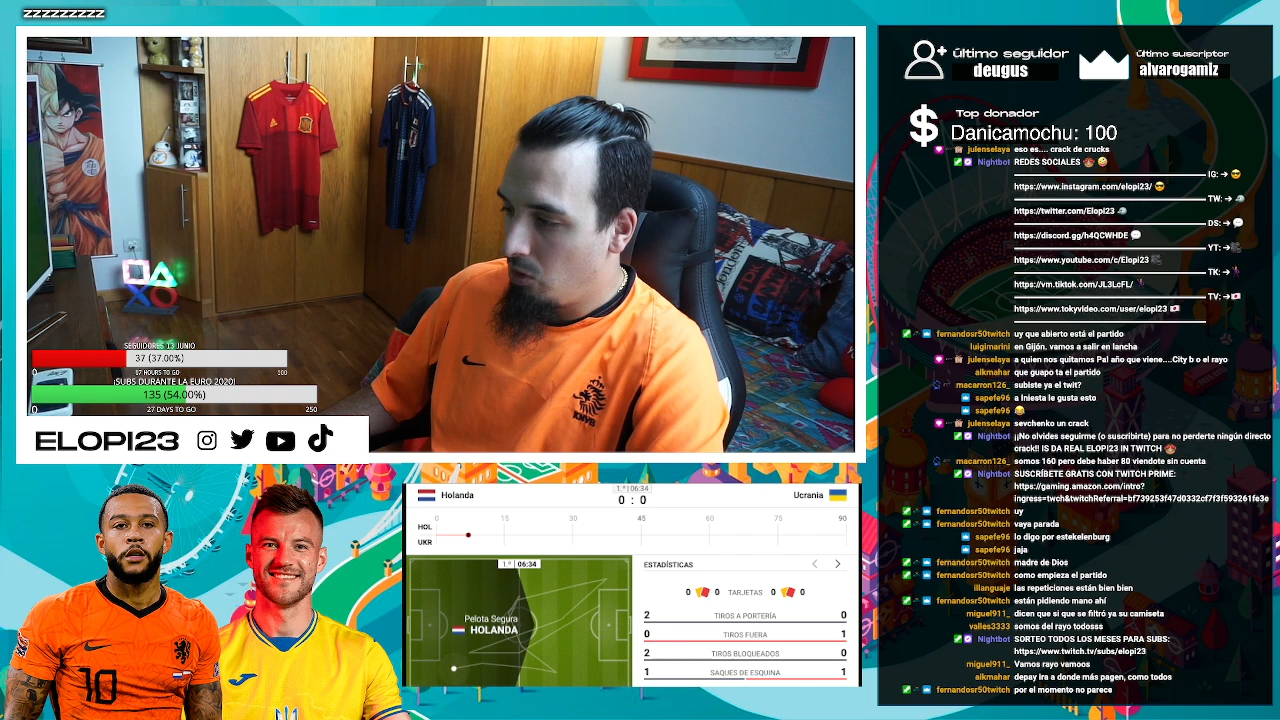 zzzzzzzzz
SEGUIDORES 13 JUNIO
37 (37.00%)
0
87 HOURS TO GO
100
¡SUBS DURANTE LA EURO 2020!
135 (54.00%)
0
27 DAYS TO GO
250
ELOPI23
KNVB
10
Holanda
1.º | 06:34
0 : 0
Ucrania
0
15
30
45
60
75
90
HOL
UKR
1.º | 06:34
Pelota Segura
HOLANDA
ESTADÍSTICAS
0
0
TARJETAS
0
0
2
TIROS A PORTERÍA
0
0
TIROS FUERA
1
2
TIROS BLOQUEADOS
0
1
SAQUES DE ESQUINA
1
Último seguidor
deugus
Último suscriptor
alvarogamiz
Top donador
Danicamochu: 100
julenselaya eso es.... crack de crucks
Nightbot REDES SOCIALES
IG: →
https://www.instagram.com/elopi23/
TW: →
https://twitter.com/Elopi23
DS: →
https://discord.gg/h4QCWHDE
YT: →
https://www.youtube.com/c/Elopi23
TK: →
https://vm.tiktok.com/JL3LcFL/
TV: →
https://www.tokyvideo.com/user/elopi23
fernandosr50twitch uy que abierto está el partido
luigimarini en Gijón. vamos a salir en lancha
julenselaya a quien nos quitamos Pal año que viene....City b o el rayo
alkmahar que guapo ta el partido
macarron126_ subiste ya el twit?
sapefe96 a Iniesta le gusta esto
sapefe96
julenselaya sevchenko un crack
Nightbot ¡¡No olvides seguirme (o suscribirte) para no perderte ningún directo
crack!! IS DA REAL ELOPI23 IN TWITCH
macarron126_ somos 160 pero debe haber 80 viendote sin cuenta
Nightbot SUSCRÍBETE GRATIS CON TWITCH PRIME:
https://gaming.amazon.com/intro?
ingress=twch&twitchReferral=bf739253f47d0332cf7f3f593261fe3e
fernandosr50twitch uy
fernandosr50twitch vaya parada
sapefe96 lo digo por estekelenburg
sapefe96 jaja
fernandosr50twitch madre de Dios
fernandosr50twitch como empieza el partido
illanguaje las repeticiones están bien bien
fernandosr50twitch están pidiendo mano ahí
miguel911_ dicen que si que se filtró ya su camiseta
valles3333 somos del rayo todosss
Nightbot SORTEO TODOS LOS MESES PARA SUBS:
https://www.twitch.tv/subs/elopi23
miguel911_ Vamos rayo vamoos
alkmahar depay ira a donde más pagen, como todos
fernandosr50twitch por el momento no parece